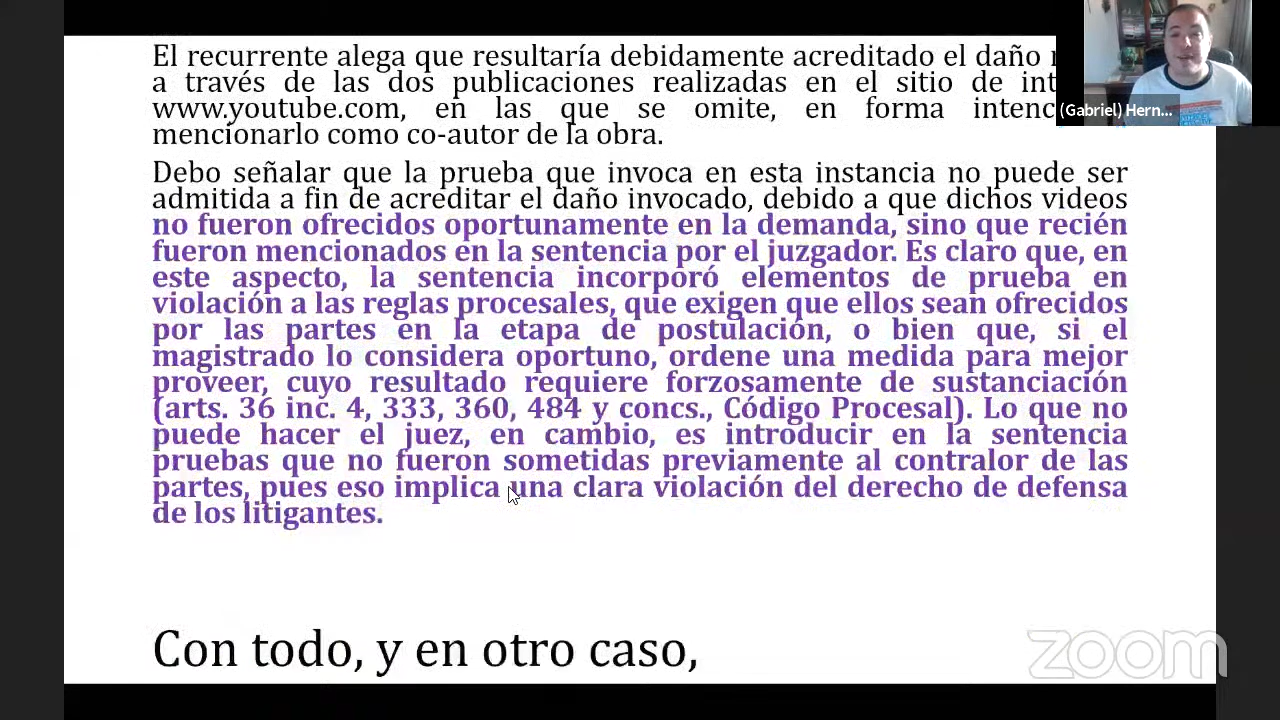 El recurrente alega que resultaría debidamente acreditado el daño
a través de las dos publicaciones realizadas en el sitio de
www.youtube.com, en las que se omite, en forma
mencionarlo como co-autor de la obra.
Debo señalar que la prueba que invoca en esta instancia no puede ser
admitida a fin de acreditar el daño invocado, debido a que dichos videos
no fueron ofrecidos oportunamente en la demanda, sino que recién
fueron mencionados en la sentencia por el juzgador. Es claro que, en
este aspecto, la sentencia incorporó elementos de prueba en
violación a las reglas procesales, que exigen que ellos sean ofrecidos
por las partes en la etapa de postulación, o bien que, si el
magistrado lo considera oportuno, ordene una medida para mejor
proveer, cuyo resultado requiere forzosamente de sustanciación
(arts. 36 inc. 4, 333, 360, 484 y concs., Código Procesal). Lo que no
puede hacer el juez, en cambio, es introducir en la sentencia
pruebas que no fueron sometidas previamente al contralor de las
partes, pues eso implica una clara violación del derecho de defensa
de los litigantes.
Con todo, y en otro caso,
(Gabriel) Hern...
zoom